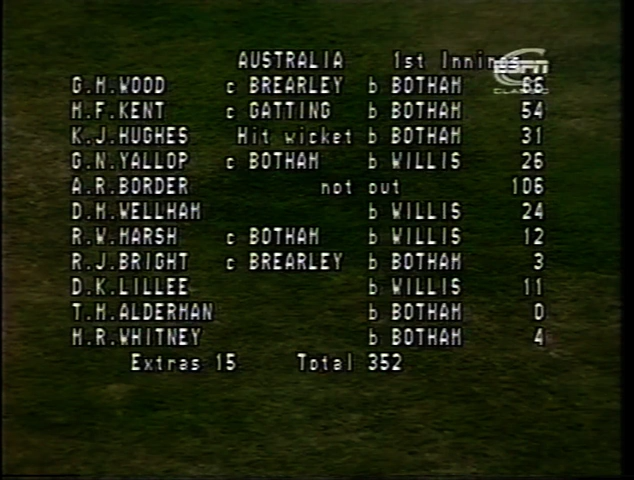 AUSTRALIA 1st Innings
ESPN
CLASSIC
G.M.WOOD c BREARLEY b BOTHAM 66
M.F.KENT c GATTING b BOTHAM 54
K.J.HUGHES Hit wicket b BOTHAM 31
G.N.YALLOP c BOTHAM b WILLIS 26
A.R.BORDER not out 106
D.M.WELLHAM b WILLIS 24
R.W.MARSH c BOTHAM b WILLIS 12
R.J.BRIGHT c BREARLEY b BOTHAM 3
D.K.LILLEE b WILLIS 11
T.M.ALDERMAN b BOTHAM 0
M.R.WHITNEY b BOTHAM 4
Extras 15 Total 352